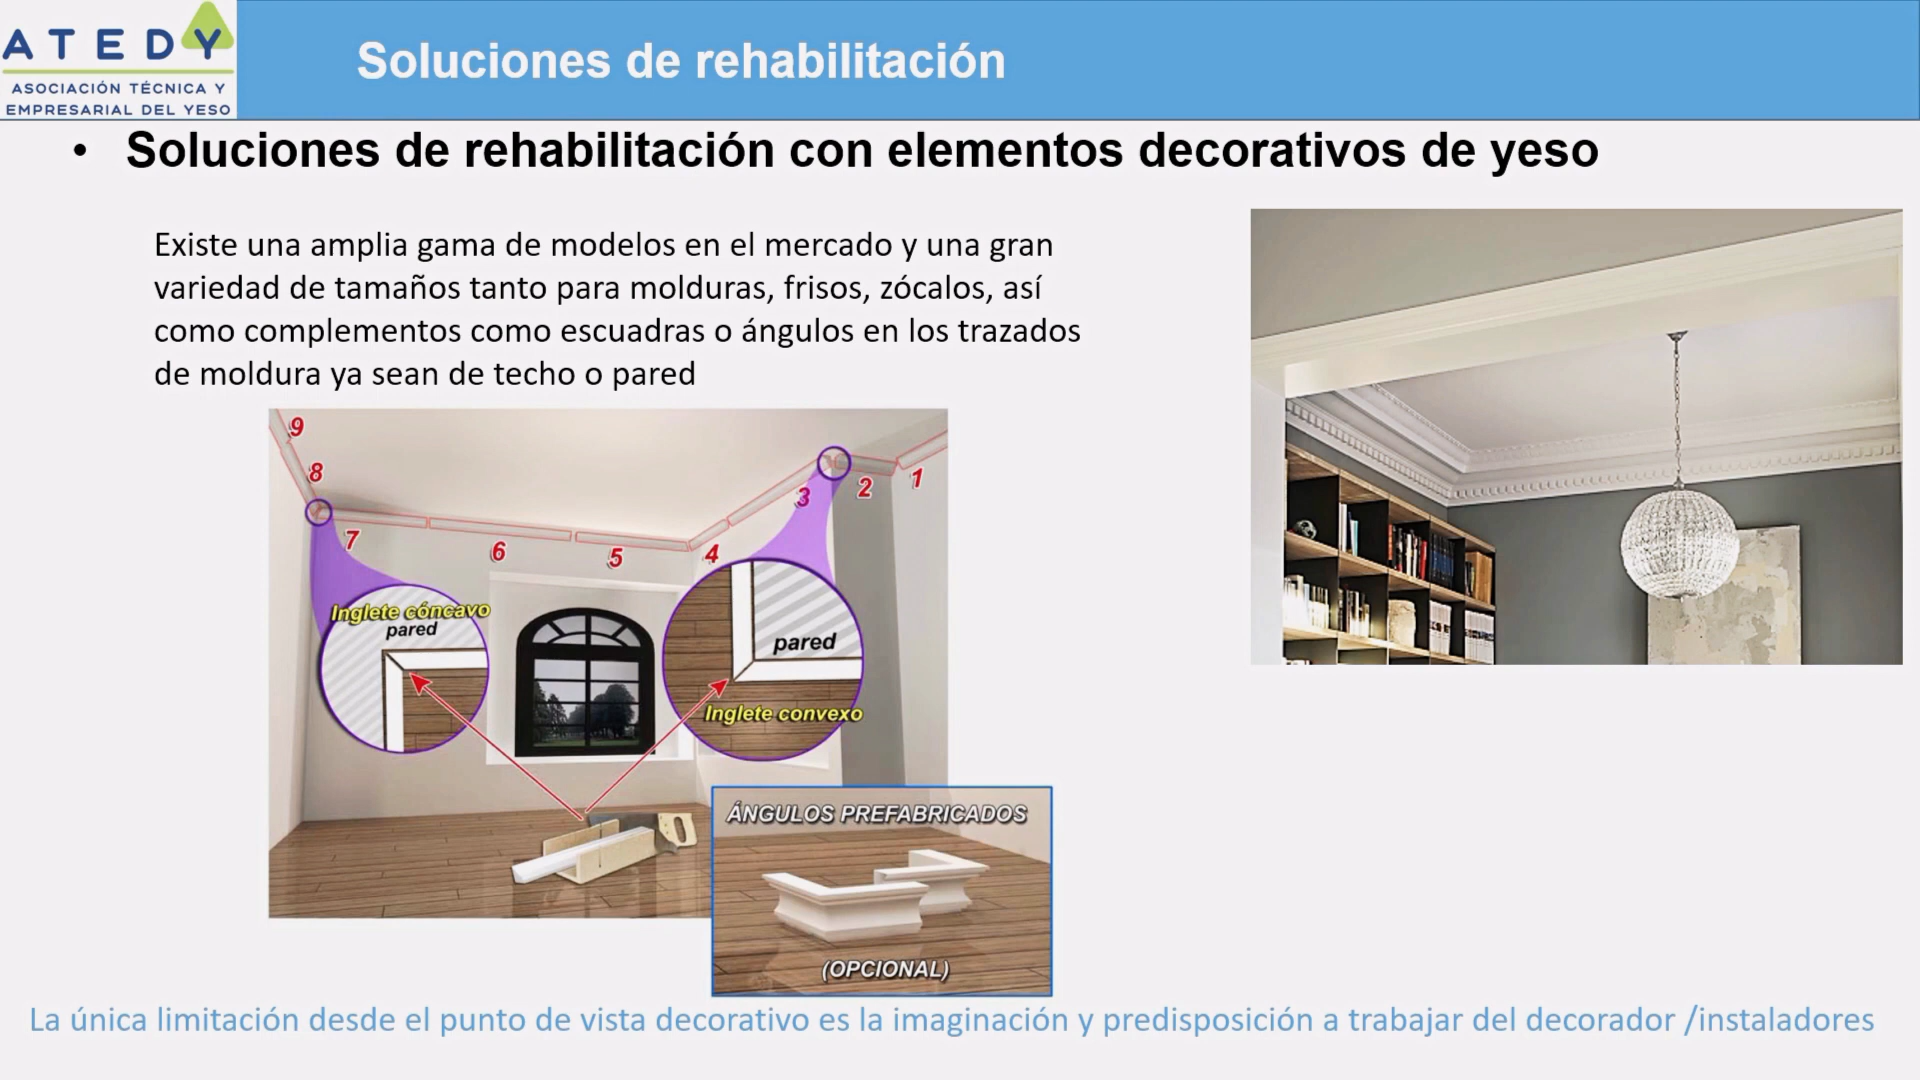 ATEDY
ASOCIACIÓN TÉCNICA Y
EMPRESARIAL DEL YESO
Soluciones de rehabilitación
• Soluciones de rehabilitación con elementos decorativos de yeso
Existe una amplia gama de modelos en el mercado y una gran
variedad de tamaños tanto para molduras, frisos, zócalos, así
como complementos como escuadras o ángulos en los trazados
de moldura ya sean de techo o pared
9
8
7
6
5
4
3
2
1
Inglete cóncavo
pared
pared
Inglete convexo
ÁNGULOS PREFABRICADOS
(OPCIONAL)
La única limitación desde el punto de vista decorativo es la imaginación y predisposición a trabajar del decorador /instaladores